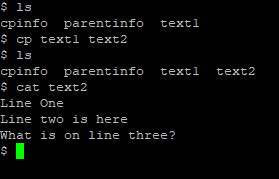 $ ls
cpinfo  parentinfo  text1
$ cp text1 text2
$ ls
cpinfo  parentinfo  text1  text2
$ cat text2
Line One
Line two is here
What is on line three?
$